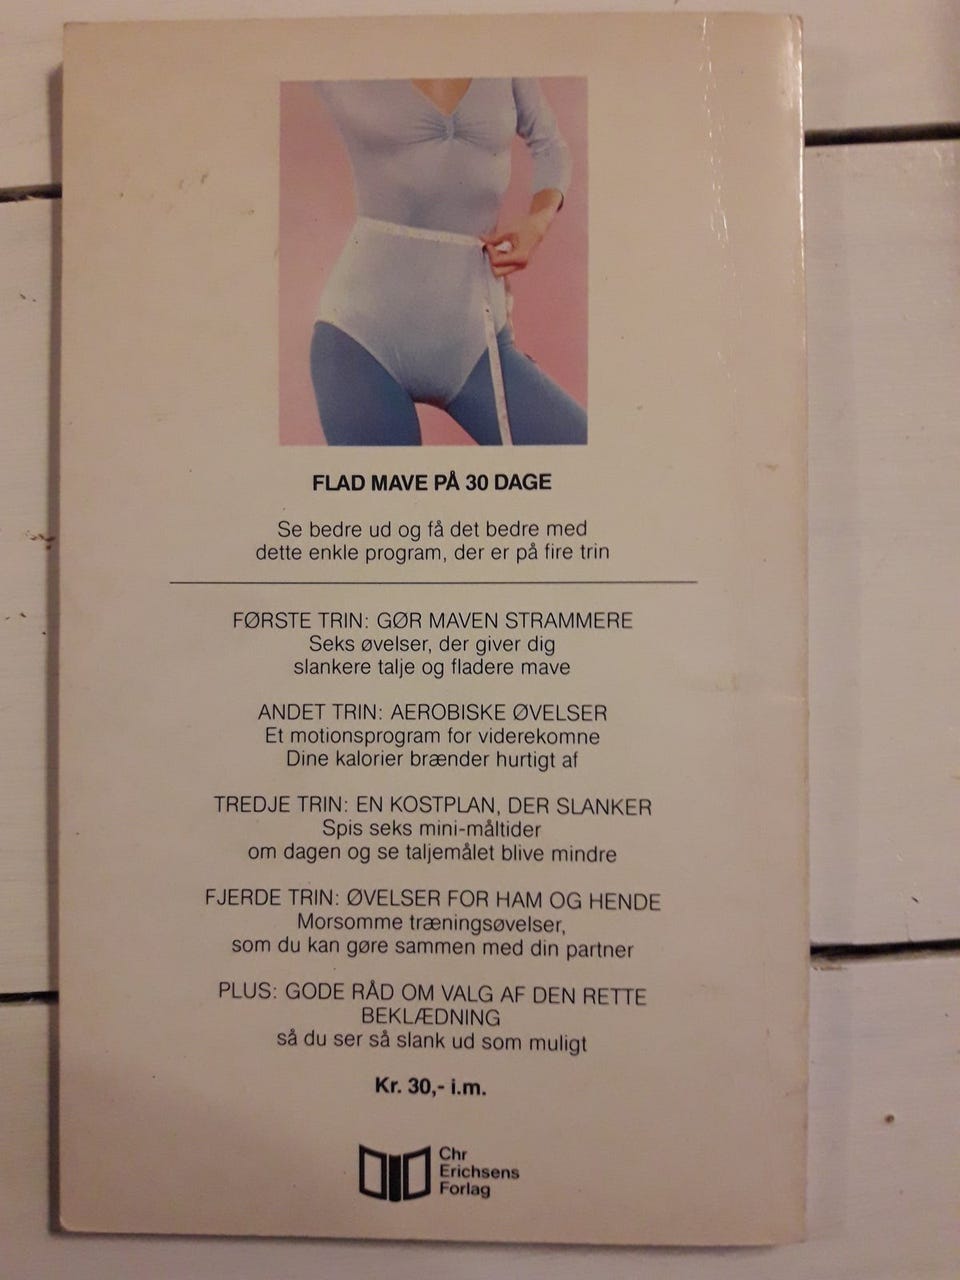 FLAD MAVE PÅ 30 DAGE
Se bedre ud og få det bedre med
dette enkle program, der er på fire trin
FØRSTE TRIN: GØR MAVEN STRAMMERE
Seks øvelser, der giver dig
slankere talje og fladere mave
ANDET TRIN: AEROBISKE ØVELSER
Et motionsprogram for viderekomne
Dine kalorier brænder hurtigt af
TREDJE TRIN: EN KOSTPLAN, DER SLANKER
Spis seks mini-måltider
om dagen og se taljemålet blive mindre
FJERDE TRIN: ØVELSER FOR HAM OG HENDE
Morsomme træningsøvelser,
som du kan gøre sammen med din partner
PLUS: GODE RÅD OM VALG AF DEN RETTE
BEKLÆDNING
så du ser så slank ud som muligt
Kr. 30,- i.m.
Chr
Erichsens
Forlag